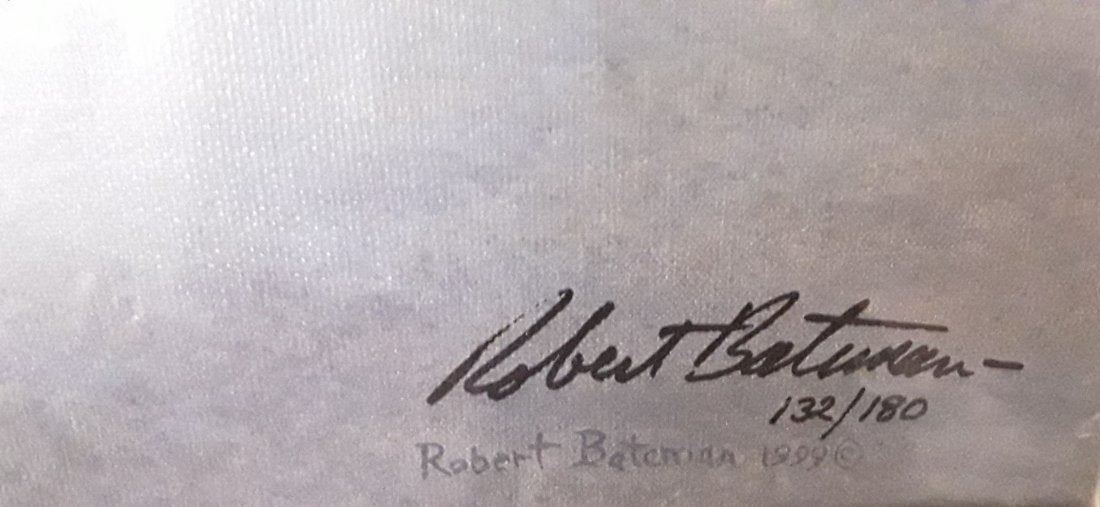 Robert Bateman –
132/180
Robert Bateman 1999 ©